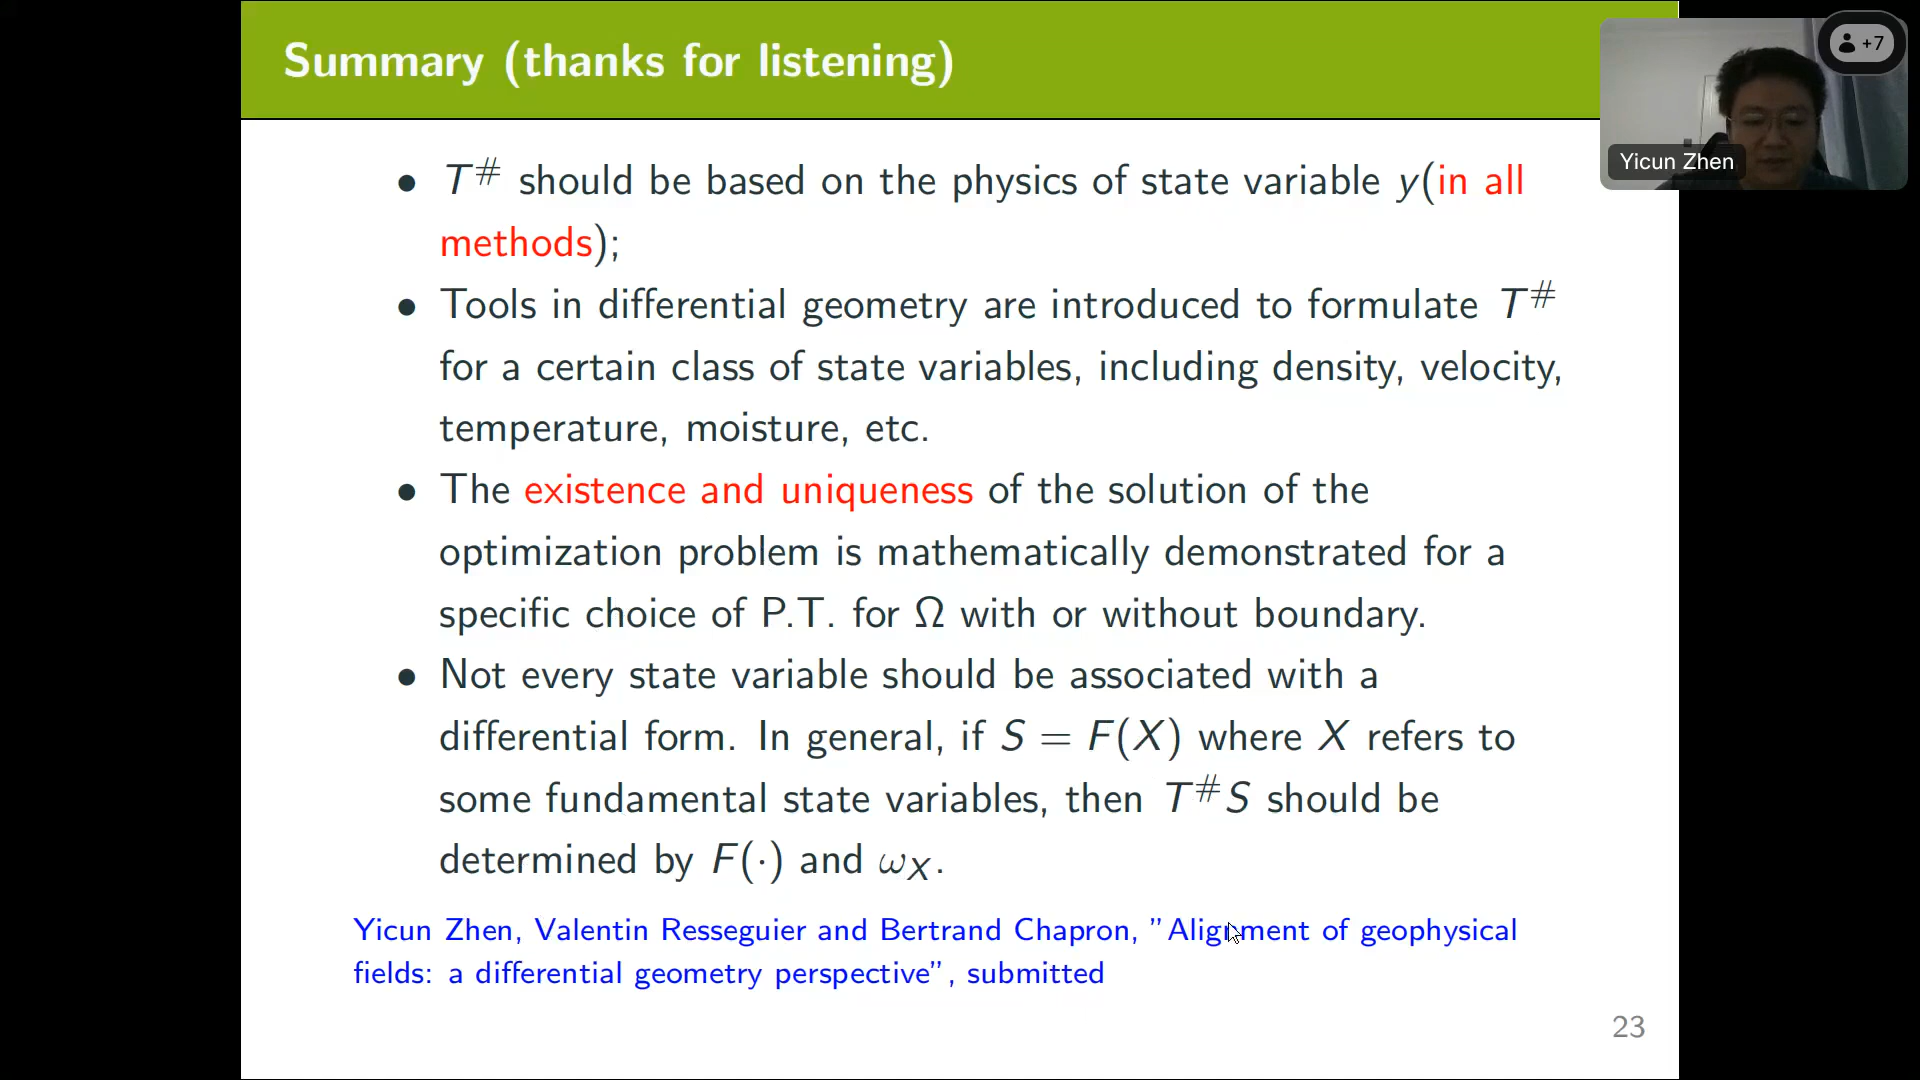 Summary (thanks for listening)
+7
Yicun Zhen
• T# should be based on the physics of state variable y(in all
methods);
• Tools in differential geometry are introduced to formulate T#
for a certain class of state variables, including density, velocity,
temperature, moisture, etc.
• The existence and uniqueness of the solution of the
optimization problem is mathematically demonstrated for a
specific choice of P.T. for Ω with or without boundary.
• Not every state variable should be associated with a
differential form. In general, if S = F(X) where X refers to
some fundamental state variables, then T#S should be
determined by F(·) and ωX.
Yicun Zhen, Valentin Resseguier and Bertrand Chapron, "Alignment of geophysical
fields: a differential geometry perspective", submitted
23